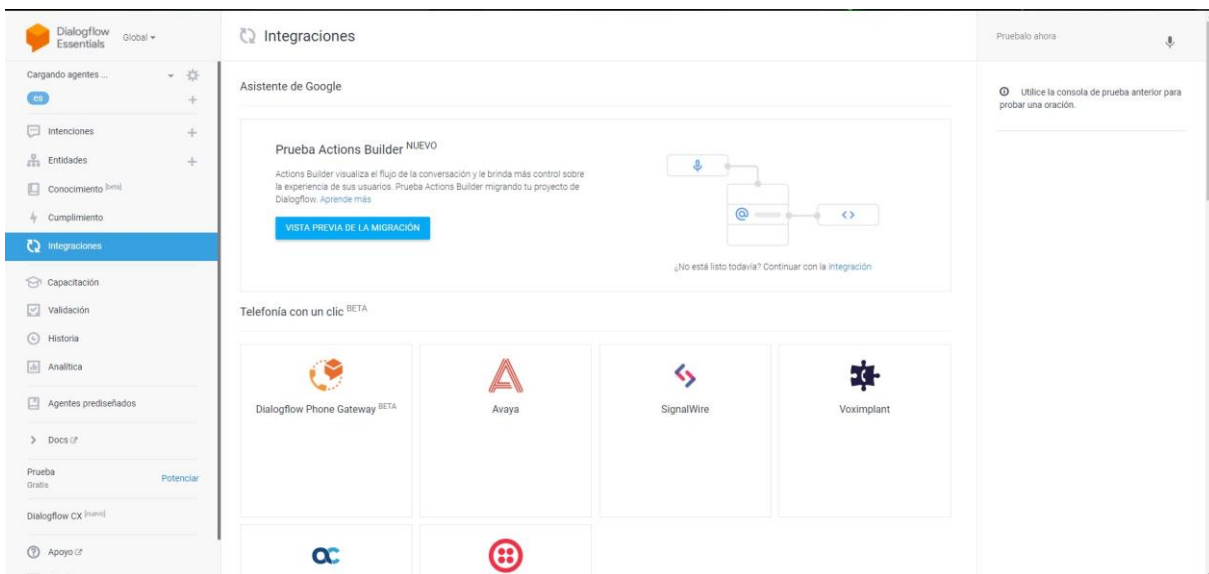 Dialogflow
Essentials
Global
Integraciones
Pruebalo ahora
Cargando agentes ...
es
Intenciones
Entidades
Conocimiento [beta]
Cumplimiento
Integraciones
Capacitación
Validación
Historia
Analítica
Agentes prediseñados
Docs
Prueba
Gratis
Potenciar
Dialogflow CX [nuevo]
Apoyo
Asistente de Google
Prueba Actions Builder NUEVO
Actions Builder visualiza el flujo de la conversación y le brinda más control sobre
la experiencia de sus usuarios. Prueba Actions Builder migrando tu proyecto de
Dialogflow. Aprende más
VISTA PREVIA DE LA MIGRACIÓN
¿No está listo todavía? Continuar con la integración
Telefonía con un clic BETA
Dialogflow Phone Gateway BETA
Avaya
SignalWire
Voximplant
Utilice la consola de prueba anterior para
probar una oración.